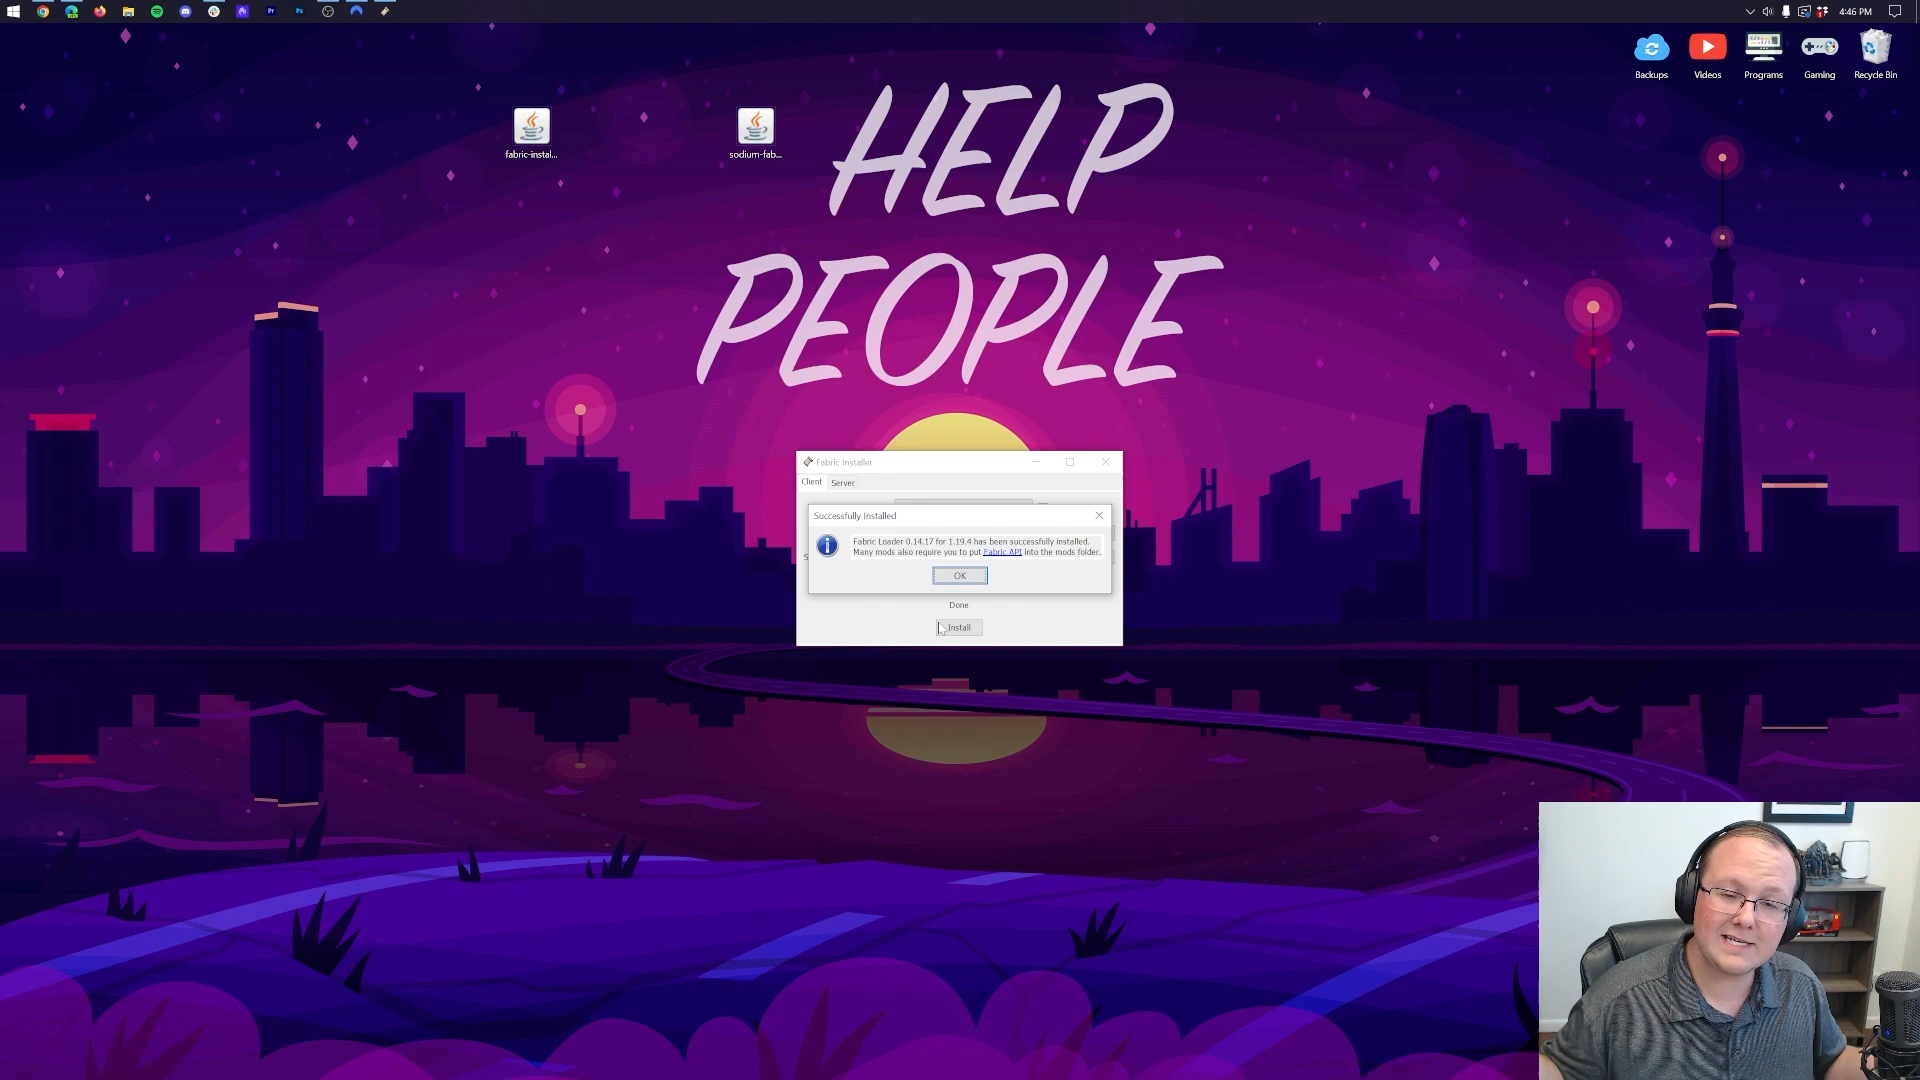 4:46 PM
Backups
Videos
Programs
Gaming
Recycle Bin
fabric-instal...
sodium-fab...
HELP
PEOPLE
Fabric Installer
Client
Server
Successfully Installed
Fabric Loader 0.14.17 for 1.19.4 has been successfully installed.
Many mods also require you to put Fabric API into the mods folder.
OK
Done
Install